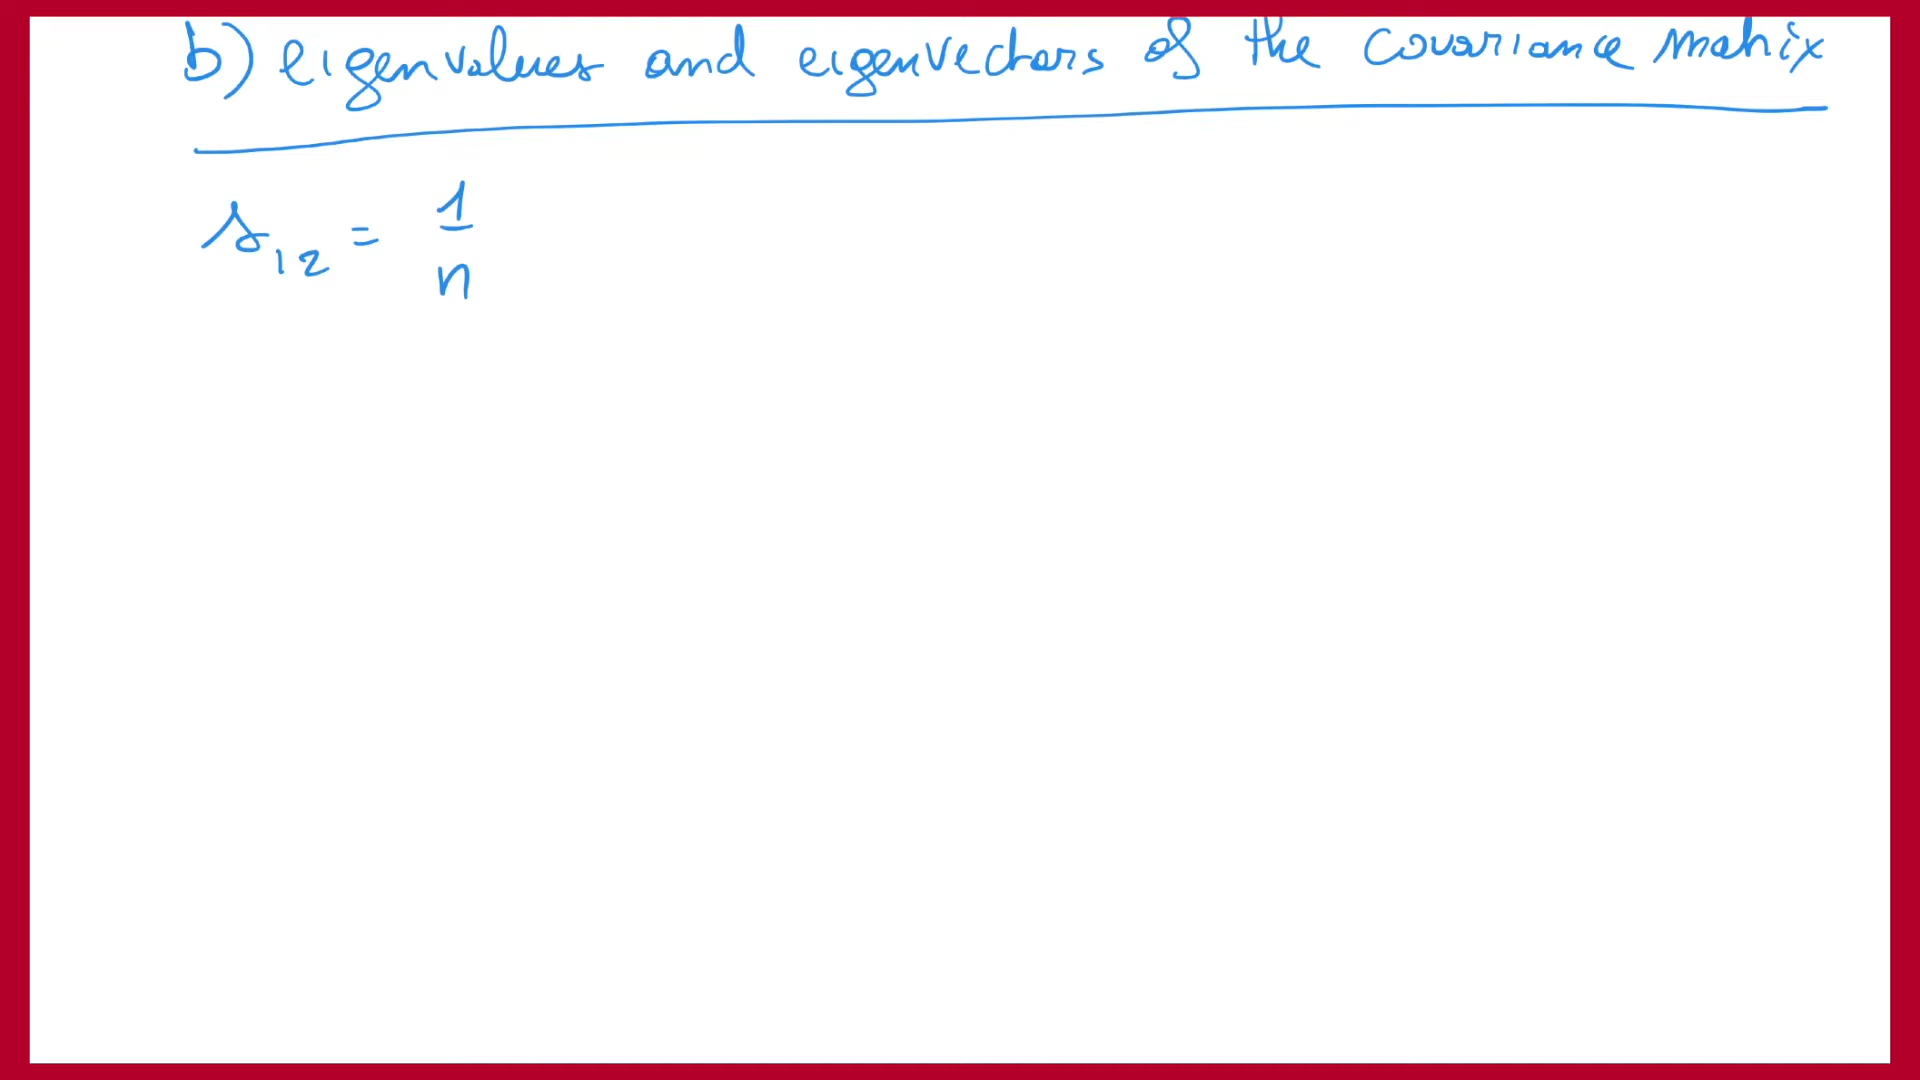 b) eigenvalues and eigenvectors of the covariance matrix
s₁₂ = 1/n